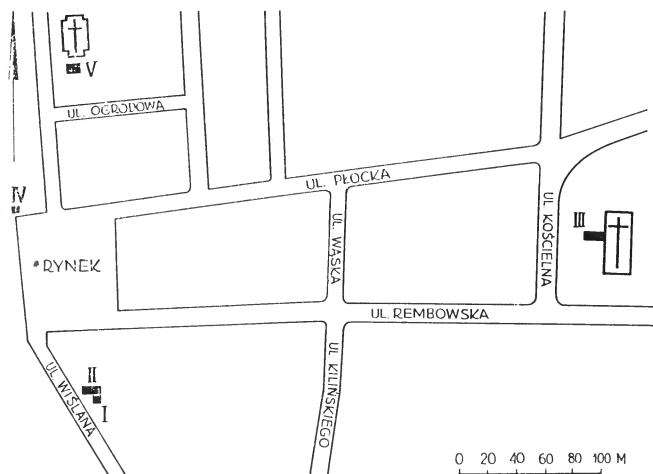 V
UL. OGRODOWA
IV
UL. PŁOCKA
UL. WĄSKA
UL. KOŚCIELNA
III
RYNEK
UL. REMBOWSKA
II
I
UL. WIŚLANA
UL KILIŃSKIEGO
0 20 40 60 80 100 M